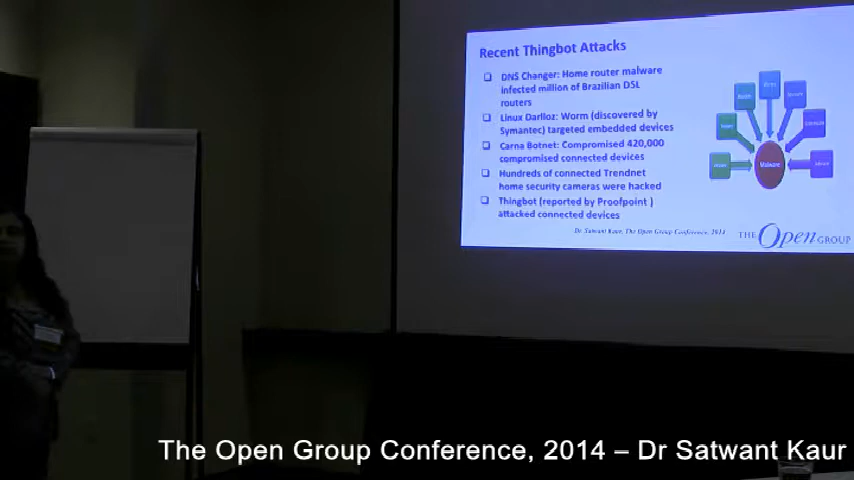 Recent Thingbot Attacks
DNS Changer: Home router malware
infected million of Brazilian DSL
routers
Linux Darlloz: Worm (discovered by
Symantec) targeted embedded devices
Carna Botnet: Compromised 420,000
compromised connected devices
Hundreds of connected Trendnet
home security cameras were hacked
Thingbot (reported by Proofpoint )
attacked connected devices
Malware
Dr Satwant Kaur, The Open Group Conference, 2014
THE Open GROUP
The Open Group Conference, 2014 – Dr Satwant Kaur